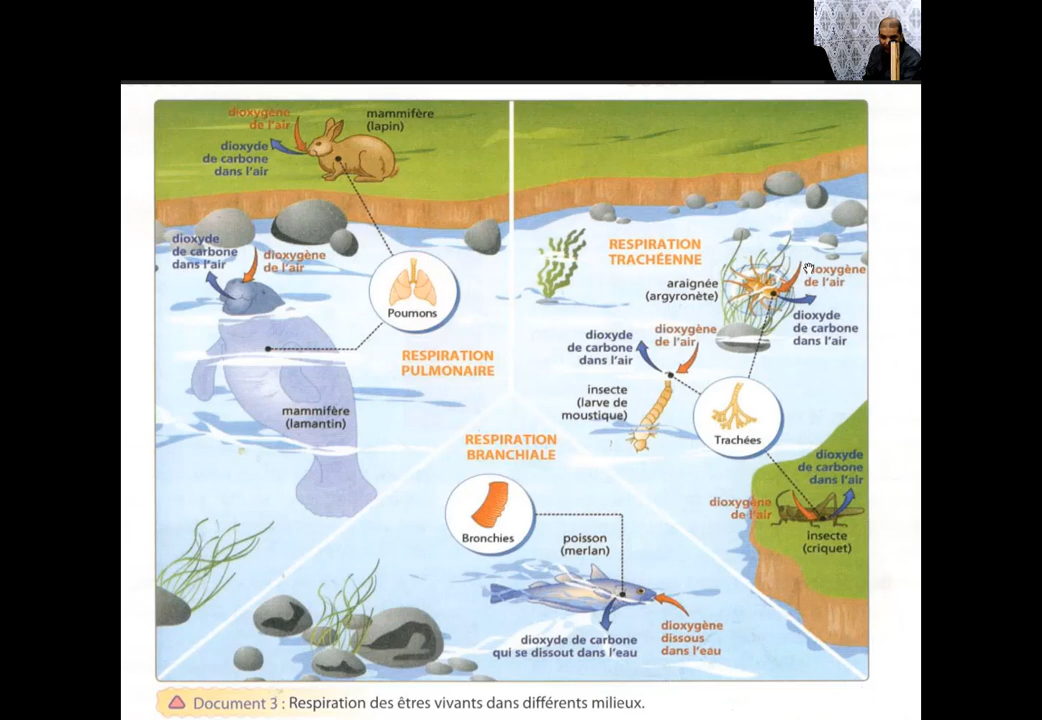 dioxygène
de l'air
mammifère
(lapin)
dioxyde
de carbone
dans l'air
dioxyde
de carbone
dans l'air
dioxygène
de l'air
Poumons
RESPIRATION
PULMONAIRE
mammifère
(lamantin)
RESPIRATION
TRACHÉENNE
araignée
(argyronète)
de l'air
dioxyde
de carbone
dans l'air
dioxyde
de carbone
dans l'air
dioxygène
de l'air
insecte
(larve de
moustique)
Trachées
dioxyde
de carbone
dans l'air
dioxygène
de l'air
insecte
(criquet)
RESPIRATION
BRANCHIALE
Bronchies
poisson
(merlan)
dioxyde de carbone
qui se dissout dans l'eau
dioxygène
dissous
dans l'eau
Document 3 : Respiration des êtres vivants dans différents milieux.